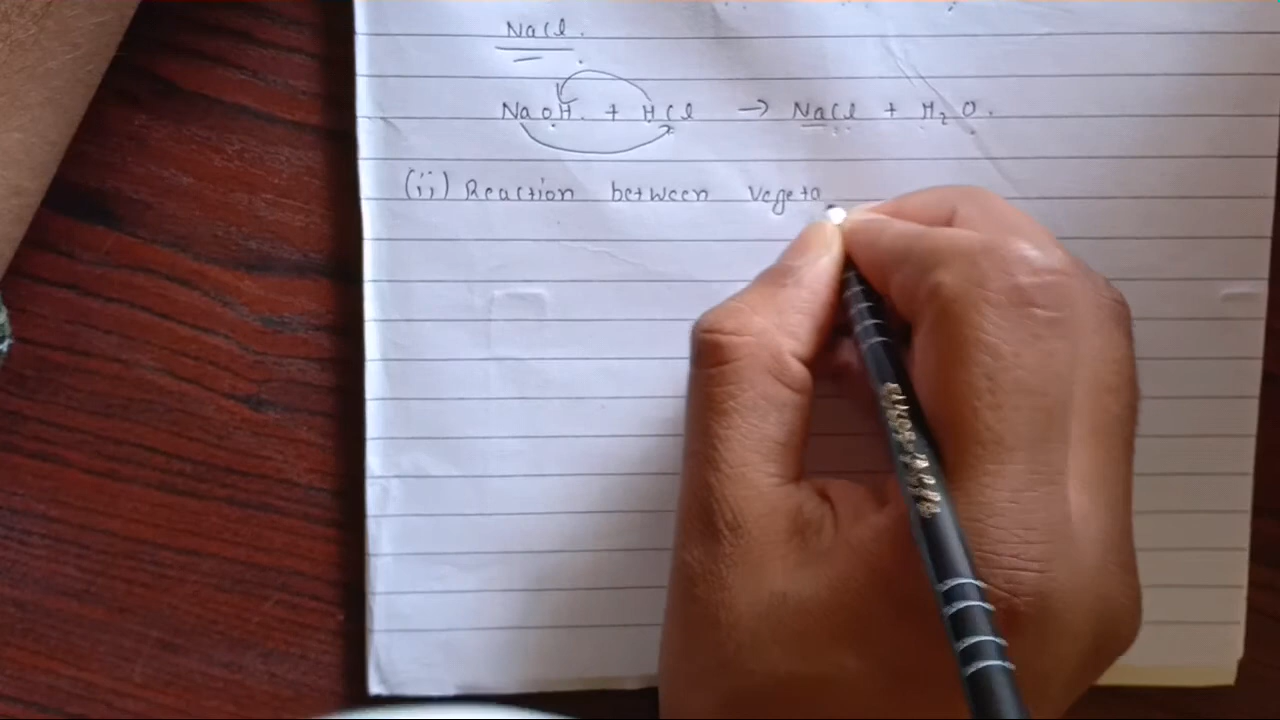 NaCl.
NaOH. + HCl → NaCl + H₂O.
(ii) Reaction between Vegeta